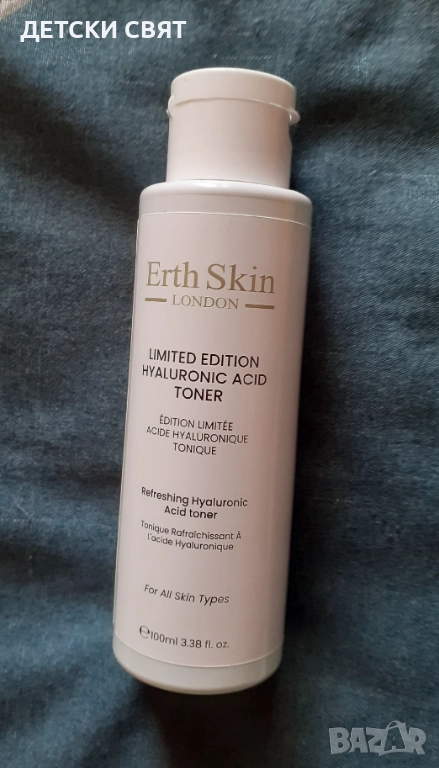 ДЕТСКИ СВЯТ
Erth Skin
LONDON
LIMITED EDITION
HYALURONIC ACID
TONER
ÉDITION LIMITÉE
ACIDE HYALURONIQUE
TONIQUE
Refreshing Hyaluronic
Acid toner
Tonique Rafraîchissant À
l'acide Hyaluronique
For All Skin Types
℮100ml 3.38 fl. oz.
BAZAR